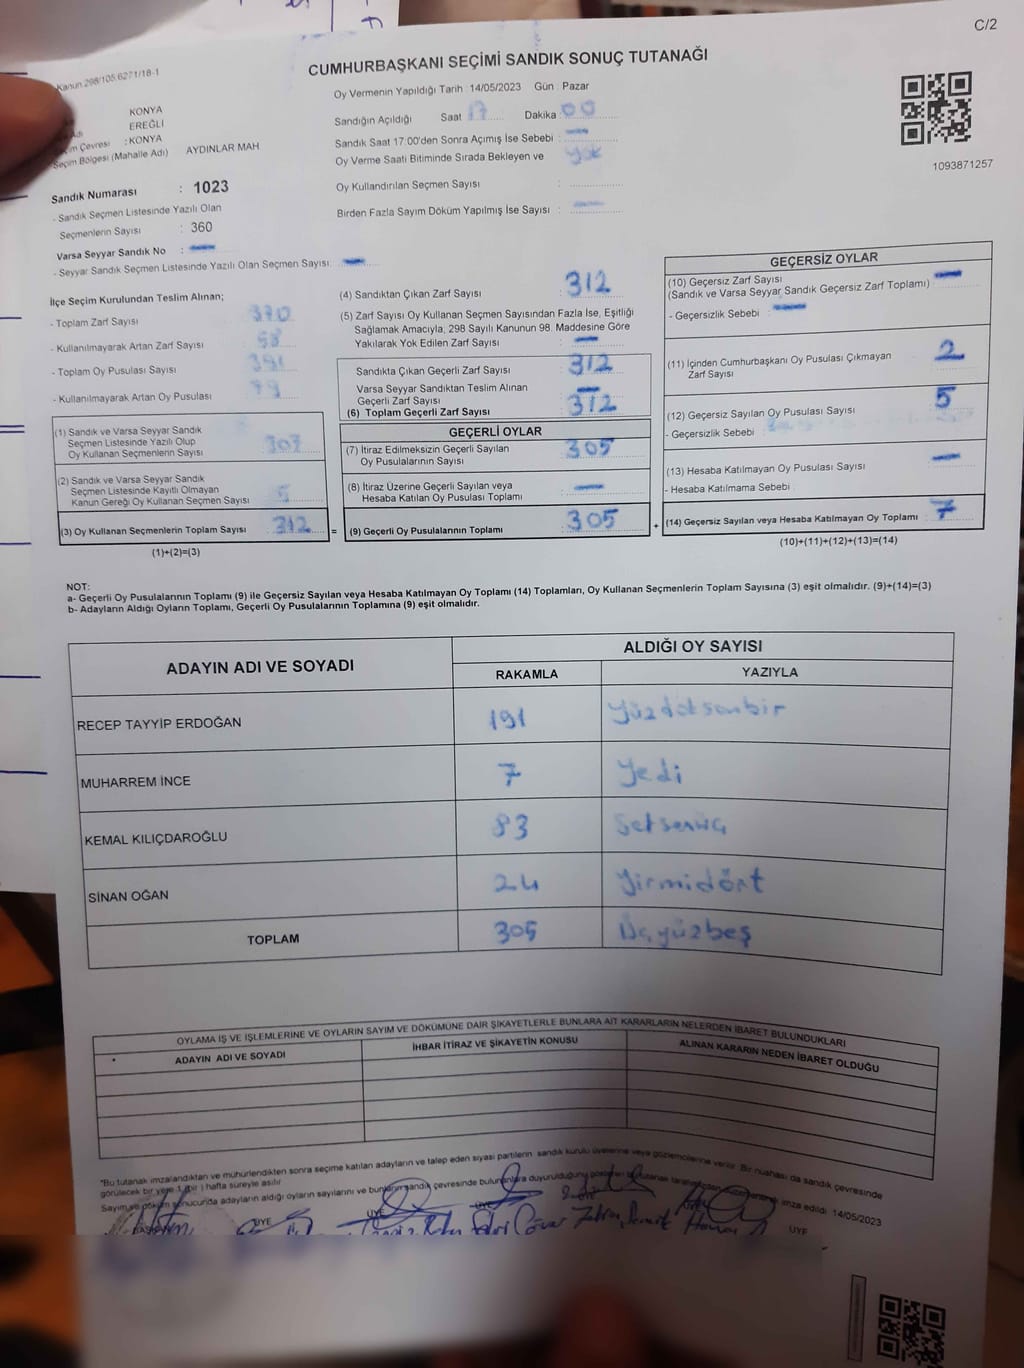 C/2
CUMHURBAŞKANI SEÇİMİ SANDIK SONUÇ TUTANAĞI
Kanun 298/105.6271/18-1
KONYA
EREĞLİ
m Çevresi : KONYA
Seçim Bölgesi (Mahalle Adı) AYDINLAR MAH
Sandık Numarası : 1023
- Sandık Seçmen Listesinde Yazılı Olan
Seçmenlerin Sayısı : 360
Varsa Seyyar Sandık No :
- Seyyar Sandık Seçmen Listesinde Yazılı Olan Seçmen Sayısı:
Oy Vermenin Yapıldığı Tarih 14/05/2023 Gün : Pazar
Sandığın Açıldığı Saat 17 Dakika : 00
Sandık Saat 17:00'den Sonra Açımış İse Sebebi :
Oy Verme Saati Bitiminde Sırada Bekleyen ve yok
Oy Kullandırılan Seçmen Sayısı :
Birden Fazla Sayım Döküm Yapılmış İse Sayısı :
1093871257
İlçe Seçim Kurulundan Teslim Alınan;
- Toplam Zarf Sayısı 370
- Kullanılmayarak Artan Zarf Sayısı 58
- Toplam Oy Pusulası Sayısı 391
- Kullanılmayarak Artan Oy Pusulası 79
(1) Sandık ve Varsa Seyyar Sandık
Seçmen Listesinde Yazılı Olup
Oy Kullanan Seçmenlerin Sayısı : 307
(2) Sandık ve Varsa Seyyar Sandık
Seçmen Listesinde Kayıtlı Olmayan
Kanun Gereği Oy Kullanan Seçmen Sayısı : 5
(3) Oy Kullanan Seçmenlerin Toplam Sayısı : 312 =
(1)+(2)=(3)
(4) Sandıktan Çıkan Zarf Sayısı : 312
(5) Zarf Sayısı Oy Kullanan Seçmen Sayısından Fazla İse, Eşitliği
Sağlamak Amacıyla, 298 Sayılı Kanunun 98. Maddesine Göre
Yakılarak Yok Edilen Zarf Sayısı :
Sandıkta Çıkan Geçerli Zarf Sayısı : 312
Varsa Seyyar Sandıktan Teslim Alınan
Geçerli Zarf Sayısı :
(6) Toplam Geçerli Zarf Sayısı : 312
GEÇERLİ OYLAR
(7) İtiraz Edilmeksizin Geçerli Sayılan
Oy Pusulalarının Sayısı : 305
(8) İtiraz Üzerine Geçerli Sayılan veya
Hesaba Katılan Oy Pusulası Toplamı :
(9) Geçerli Oy Pusulalarının Toplamı : 305 +
GEÇERSİZ OYLAR
(10) Geçersiz Zarf Sayısı
(Sandık ve Varsa Seyyar Sandık Geçersiz Zarf Toplamı) :
- Geçersizlik Sebebi :
(11) İçinden Cumhurbaşkanı Oy Pusulası Çıkmayan
Zarf Sayısı : 2
(12) Geçersiz Sayılan Oy Pusulası Sayısı : 5
- Geçersizlik Sebebi :
(13) Hesaba Katılmayan Oy Pusulası Sayısı :
- Hesaba Katılmama Sebebi :
(14) Geçersiz Sayılan veya Hesaba Katılmayan Oy Toplamı : 7
(10)+(11)+(12)+(13)=(14)
NOT:
a- Geçerli Oy Pusulalarının Toplamı (9) ile Geçersiz Sayılan veya Hesaba Katılmayan Oy Toplamı (14) Toplamları, Oy Kullanan Seçmenlerin Toplam Sayısına (3) eşit olmalıdır. (9)+(14)=(3)
b- Adayların Aldığı Oyların Toplamı, Geçerli Oy Pusulalarının Toplamına (9) eşit olmalıdır.
ADAYIN ADI VE SOYADI ALDIĞI OY SAYISI
RAKAMLA YAZIYLA
RECEP TAYYİP ERDOĞAN 191 yüzdoksanbir
MUHARREM İNCE 7 yedi
KEMAL KILIÇDAROĞLU 83 seksenüç
SİNAN OĞAN 24 yirmidört
TOPLAM 305 Üçyüzbeş
OYLAMA İŞ VE İŞLEMLERİNE VE OYLARIN SAYIM VE DÖKÜMÜNE DAİR ŞİKAYETLERLE BUNLARA AİT KARARLARIN NELERDEN İBARET BULUNDUKLARI
ADAYIN ADI VE SOYADI İHBAR İTİRAZ VE ŞİKAYETİN KONUSU ALINAN KARARIN NEDEN İBARET OLDUĞU
*Bu tutanak imzalandıktan ve mühürlendikten sonra seçime katılan adayların ve talep eden siyasi partilerin sandık kurulu üyelerine veya gözlemcilerine verilir. Bir nüshası da sandık çevresinde
görülecek bir yere 1 (bir ) hafta süreyle asılır
Sayım ve döküm sonucunda adayların aldığı oyların sayılarını ve bunların sandık çevresinde bulunanlara duyurulduğunu imza edildi 14/05/2023
ÜYE ÜYE ÜYE